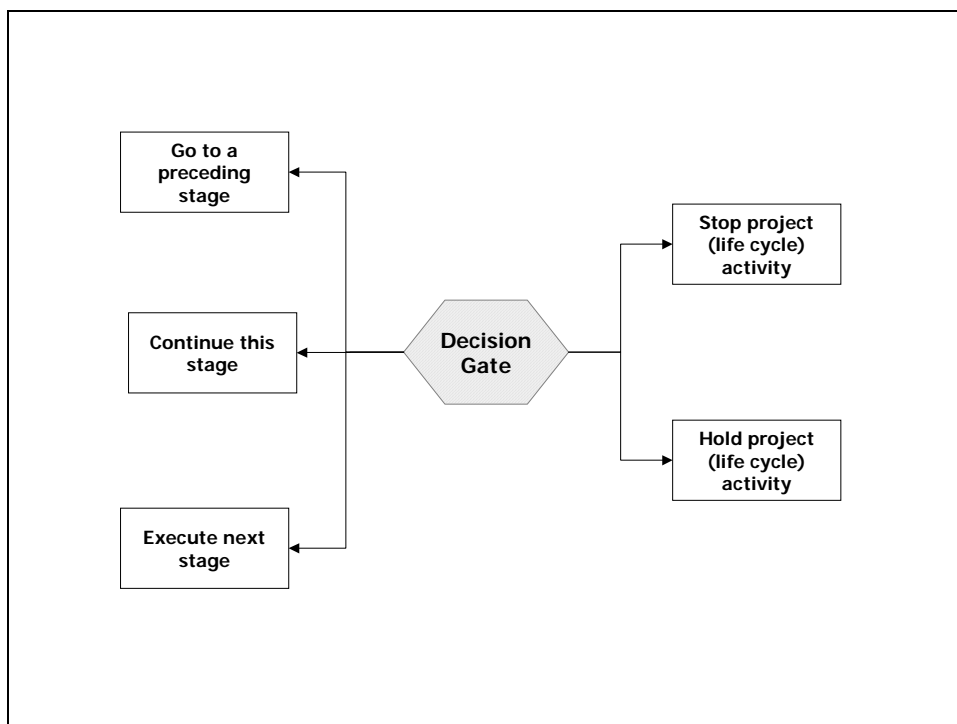 Go to a
preceding
stage
Continue this
stage
Execute next
stage
Decision
Gate
Stop project
(life cycle)
activity
Hold project
(life cycle)
activity